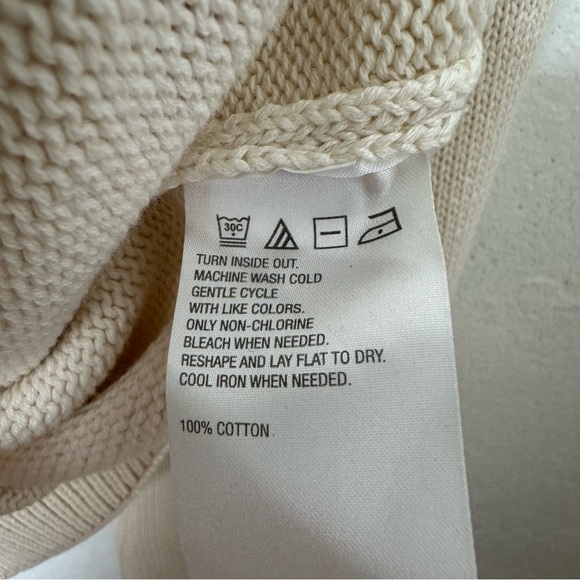 30C
TURN INSIDE OUT.
MACHINE WASH COLD
GENTLE CYCLE
WITH LIKE COLORS.
ONLY NON-CHLORINE
BLEACH WHEN NEEDED.
RESHAPE AND LAY FLAT TO DRY.
COOL IRON WHEN NEEDED.
100% COTTON